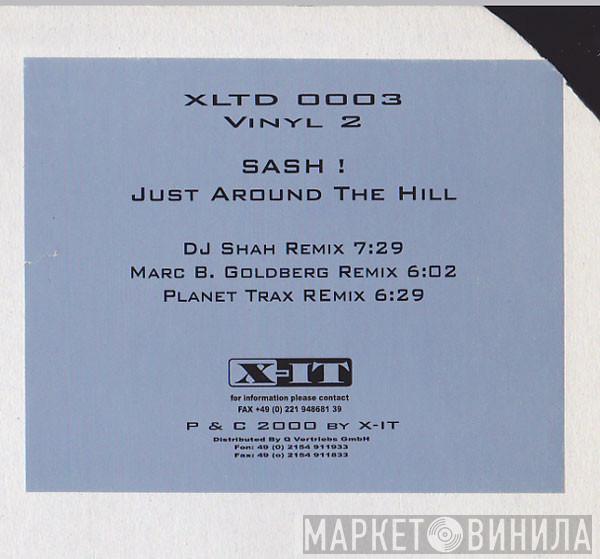 XLTD 0003
VINYL 2
SASH !
JUST AROUND THE HILL
DJ SHAH REMIX 7:29
MARC B. GOLDBERG REMIX 6:02
PLANET TRAX REMIX 6:29
X-IT
for information please contact
FAX +49 (0) 221 948681 39
P & C 2000 BY X-IT
Distributed By Q Vertriebs GmbH
Fon: 49 (0) 2154 911933
Fax: 49 (o) 2154 911833
МАРКЕТ ВИНИЛА